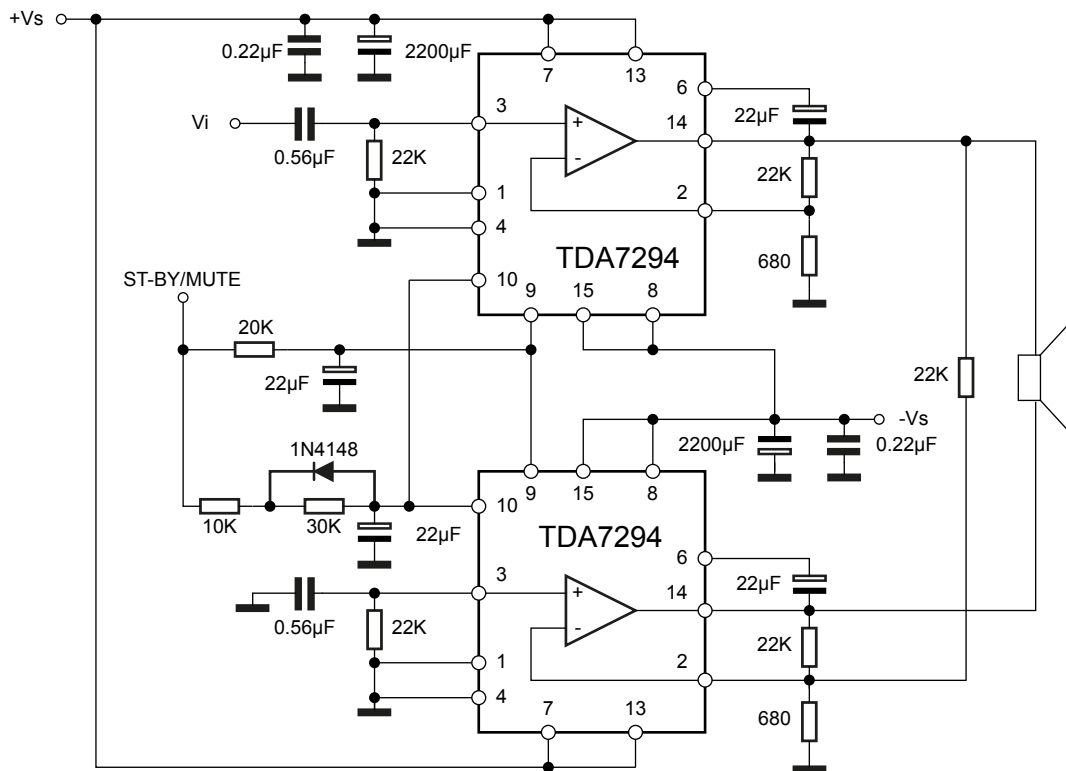 +Vs
0.22µF
2200µF
7
13
6
22µF
3
14
Vi
0.56µF
22K
+
-
22K
1
2
4
680
TDA7294
ST-BY/MUTE
10
9
15
8
20K
22µF
22K
-Vs
2200µF
0.22µF
1N4148
9
15
8
10
10K
30K
22µF
TDA7294
6
22µF
3
14
0.56µF
22K
+
-
22K
1
2
4
7
13
680